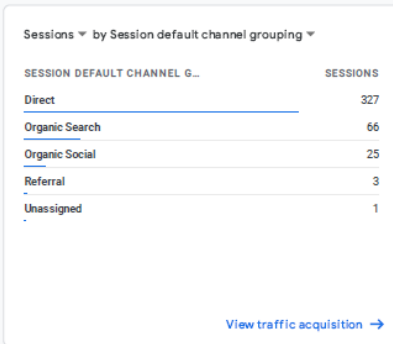 Sessions by Session default channel grouping
SESSION DEFAULT CHANNEL G... SESSIONS
Direct 327
Organic Search 66
Organic Social 25
Referral 3
Unassigned 1
View traffic acquisition →